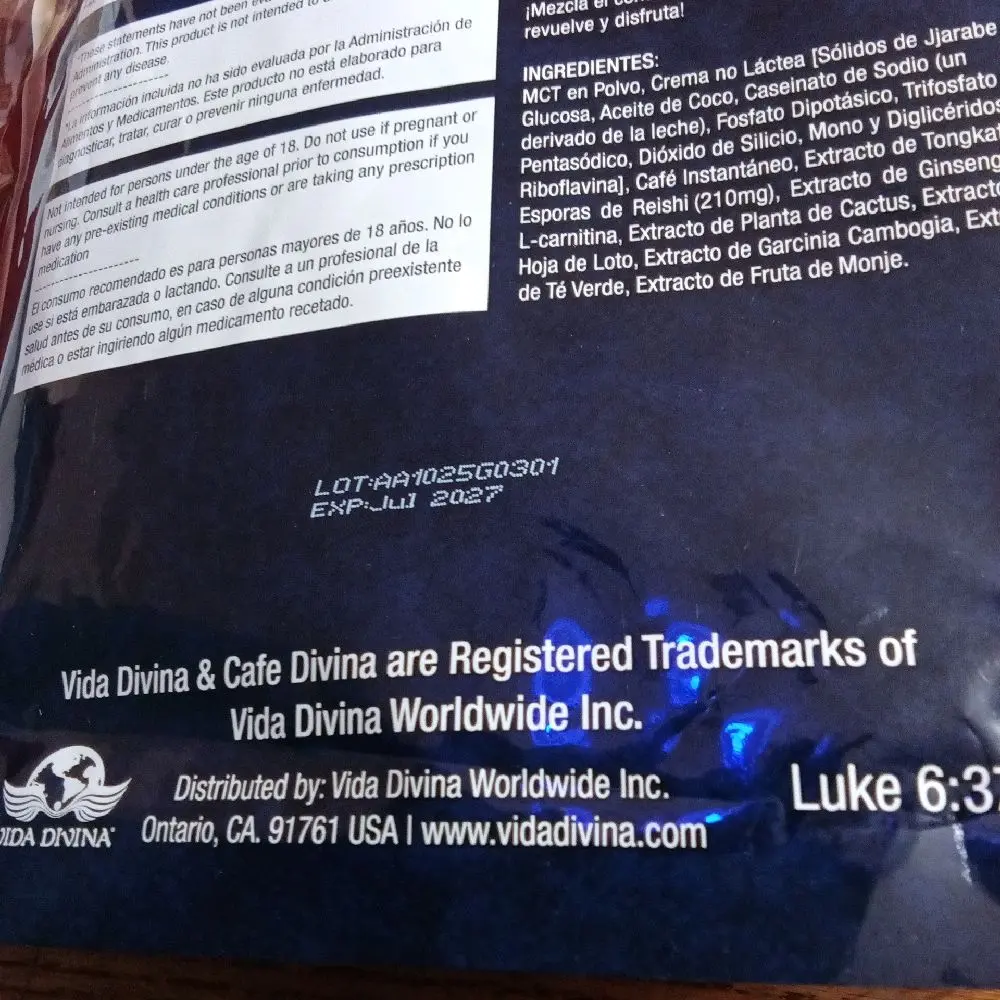 *These statements have not been
Administration. This product is not intended to
prevent any disease.
------------
*La información incluida no ha sido evaluada por la Administración de
Alimentos y Medicamentos. Este producto no está elaborado para
diagnosticar, tratar, curar o prevenir ninguna enfermedad.
Not intended for persons under the age of 18. Do not use if pregnant or
nursing. Consult a health care professional prior to consumption if you
have any pre-existing medical conditions or are taking any prescription
medication
------------
El consumo recomendado es para personas mayores de 18 años. No lo
use si está embarazada o lactando. Consulte a un profesional de la
salud antes de su consumo, en caso de alguna condición preexistente
médica o estar ingiriendo algún medicamento recetado.
¡Mezcla el
revuelve y disfruta!
INGREDIENTES:
MCT en Polvo, Crema no Láctea [Sólidos de Jjarabe
Glucosa, Aceite de Coco, Caseinato de Sodio (un
derivado de la leche), Fosfato Dipotásico, Trifosfato
Pentasódico, Dióxido de Silicio, Mono y Diglicéridos
Riboflavina], Café Instantáneo, Extracto de Tongkat
Esporas de Reishi (210mg), Extracto de Ginseng
L-carnitina, Extracto de Planta de Cactus, Extracto
Hoja de Loto, Extracto de Garcinia Cambogia, Ext
de Té Verde, Extracto de Fruta de Monje.
LOT:AA1025G0301
EXP:Jul 2027
Vida Divina & Cafe Divina are Registered Trademarks of
Vida Divina Worldwide Inc.
VIDA DIVINA
Distributed by: Vida Divina Worldwide Inc.
Ontario, CA. 91761 USA | www.vidadivina.com
Luke 6:37